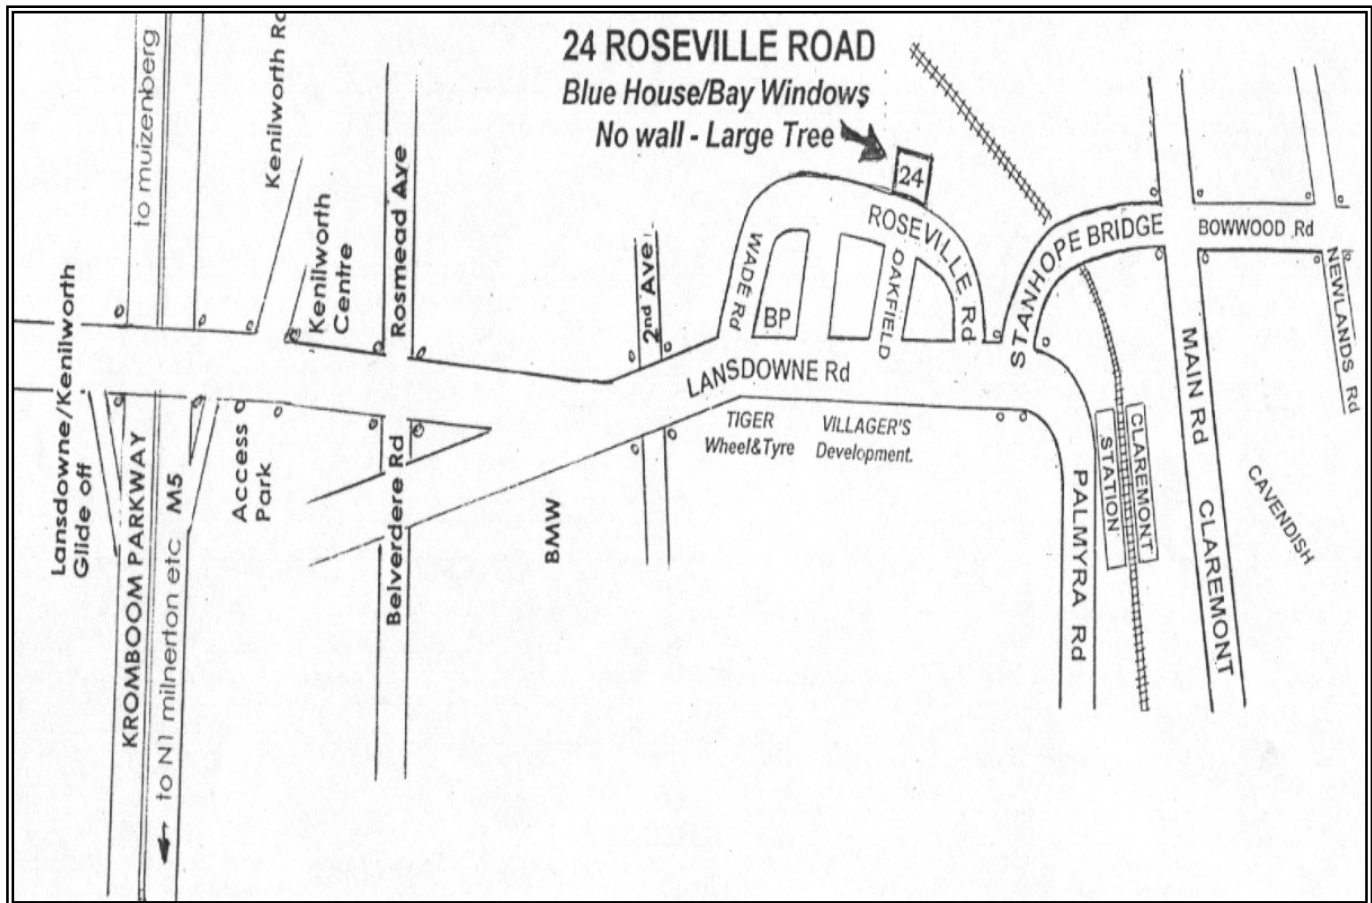 24 ROSEVILLE ROAD
Blue House/Bay Windows
No wall - Large Tree
24
to muizenberg
Kenilworth Rd
Kenilworth
Centre
Rosmead Ave
2nd Ave
WADE Rd
BP
OAKFIELD
ROSEVILLE Rd
STANHOPE BRIDGE
BOWWOOD Rd
NEWLANDS Rd
LANSDOWNE Rd
TIGER
Wheel&Tyre
VILLAGER'S
Development.
Lansdowne/Kenilworth
Glide off
KROMBOOM PARKWAY
to N1 milnerton etc M5
Access
Park
Belverdere Rd
BMW
PALMYRA Rd
CLAREMONT
STATION
MAIN Rd CLAREMONT
CAVENDISH